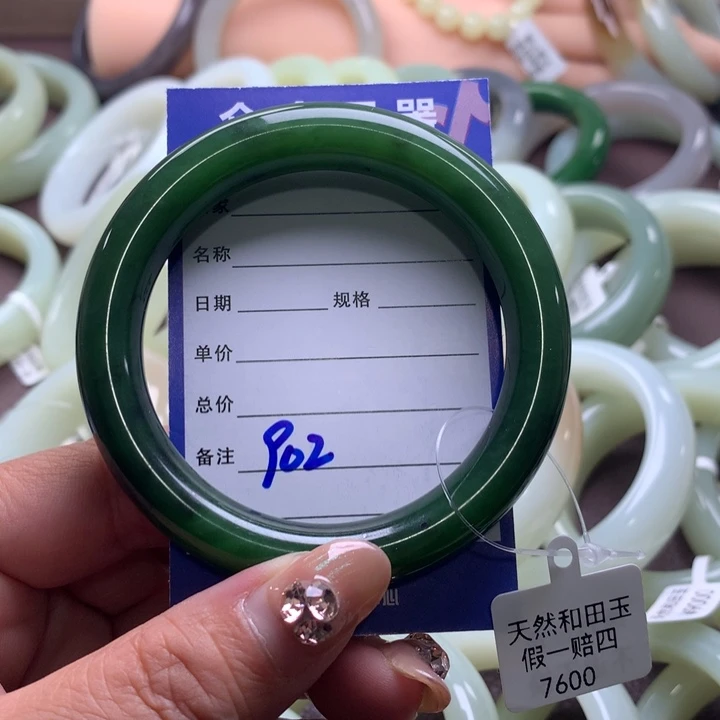 名称
日期 规格
单价
总价
备注 902
天然和田玉
假一赔四
7600